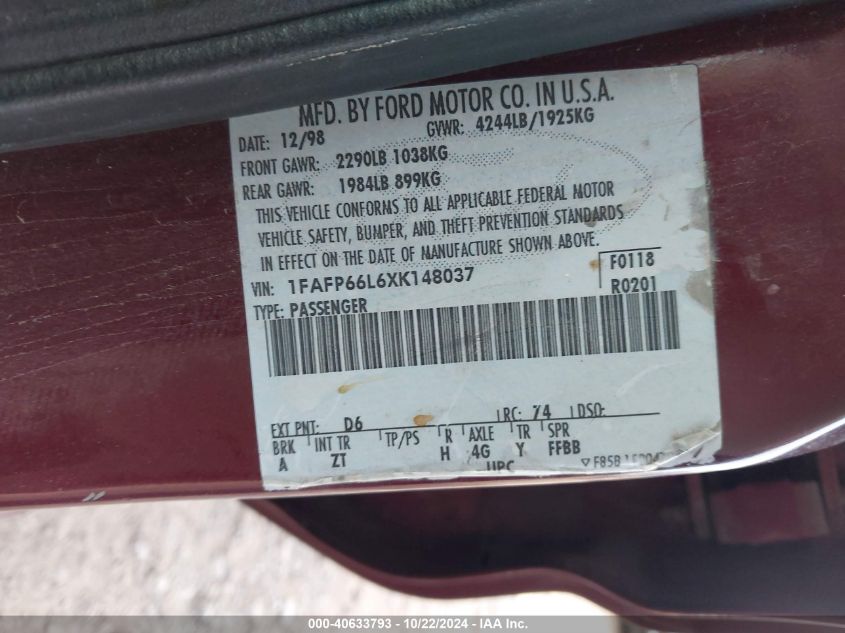 MFD. BY FORD MOTOR CO. IN U.S.A.
DATE: 12/98 GVWR: 4244LB/1925KG
FRONT GAWR: 2290LB 1038KG
REAR GAWR: 1984LB 899KG
THIS VEHICLE CONFORMS TO ALL APPLICABLE FEDERAL MOTOR
VEHICLE SAFETY, BUMPER, AND THEFT PREVENTION STANDARDS
IN EFFECT ON THE DATE OF MANUFACTURE SHOWN ABOVE.
VIN: 1FAFP66L6XK148037 F0118
TYPE: PASSENGER R0201
EXT PNT: D6 RC: 74 DSO:
BRK INT TR TP/PS R AXLE TR SPR
A ZT H 4G Y FFBB
UPC
000-40633793 - 10/22/2024 - IAA Inc.